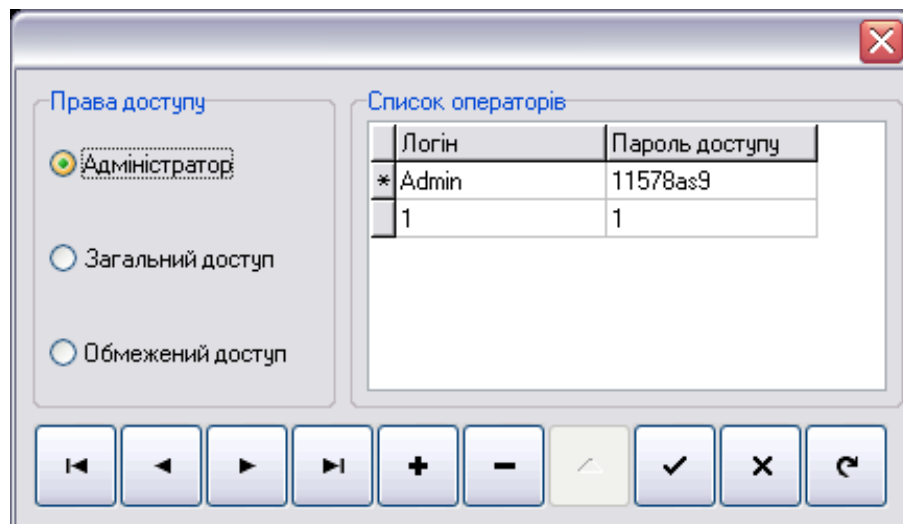 Права доступу
Адміністратор
Загальний доступ
Обмежений доступ
Список операторів
Логін Пароль доступу
* Admin 11578as9
1 1